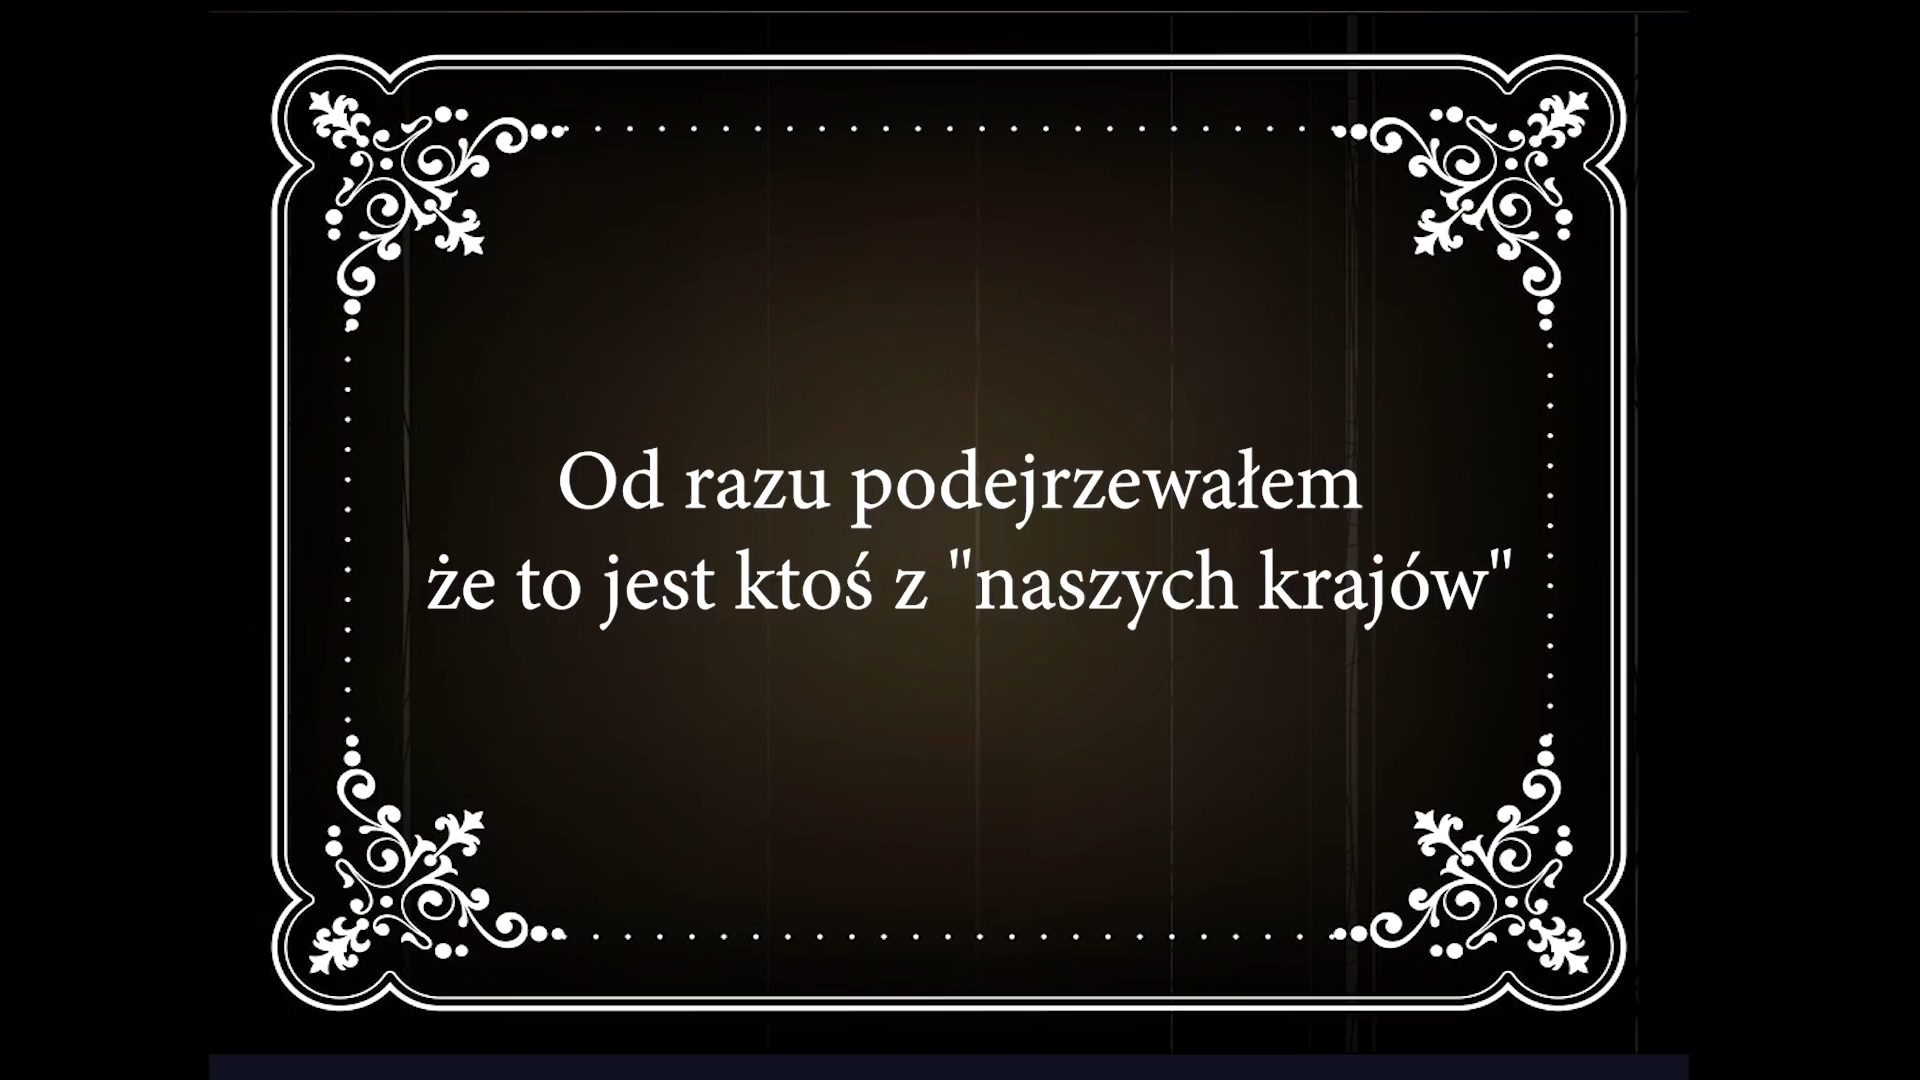 Od razu podejrzewałem
że to jest ktoś z "naszych krajów"